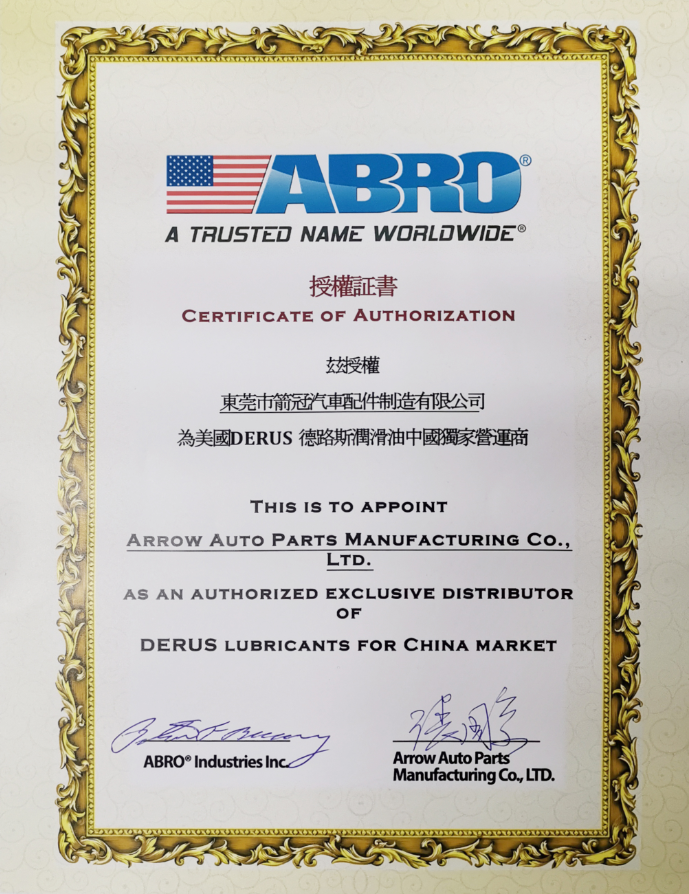 ABRO®
A TRUSTED NAME WORLDWIDE®
授權証書
CERTIFICATE OF AUTHORIZATION
玆授權
東莞市箭冠汽車配件制造有限公司
為美國DERUS 德路斯潤滑油中國獨家營運商
THIS IS TO APPOINT
ARROW AUTO PARTS MANUFACTURING CO.,
LTD.
AS AN AUTHORIZED EXCLUSIVE DISTRIBUTOR
OF
DERUS LUBRICANTS FOR CHINA MARKET
ABRO® Industries Inc.
Arrow Auto Parts
Manufacturing Co., LTD.